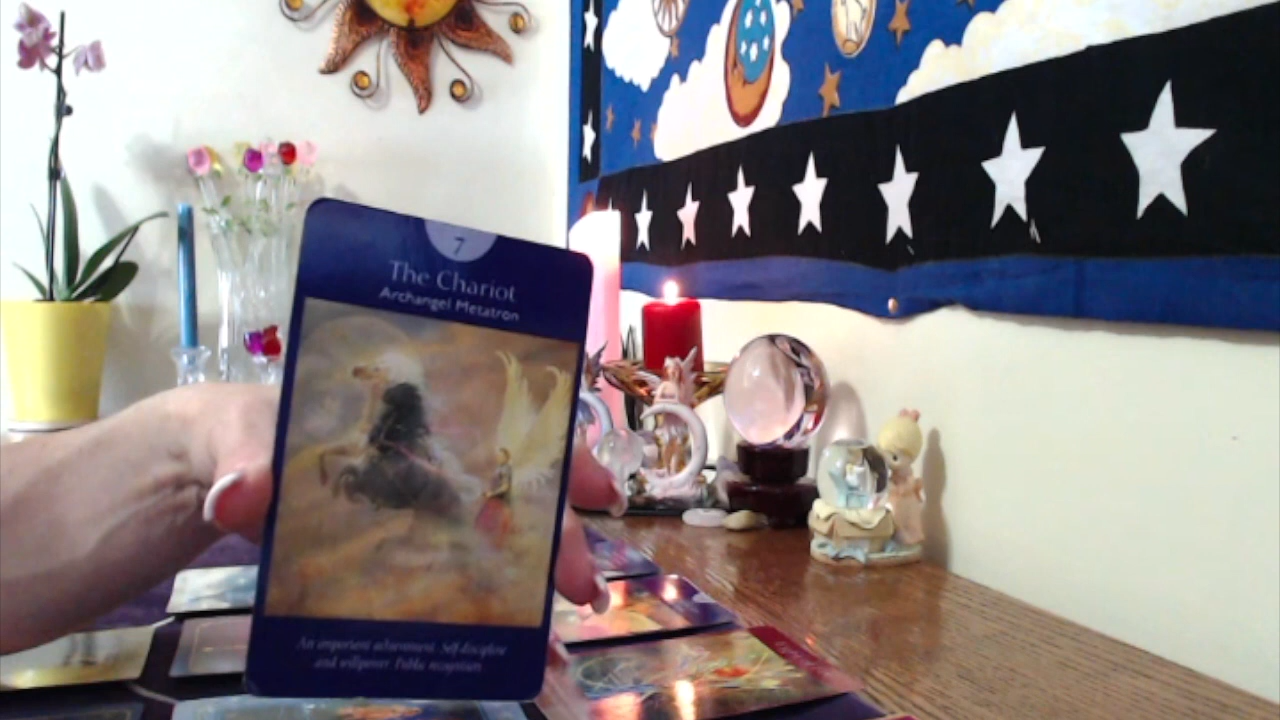 7
The Chariot
Archangel Metatron
An important achievement. Self-discipline
and willpower. Public recognition.